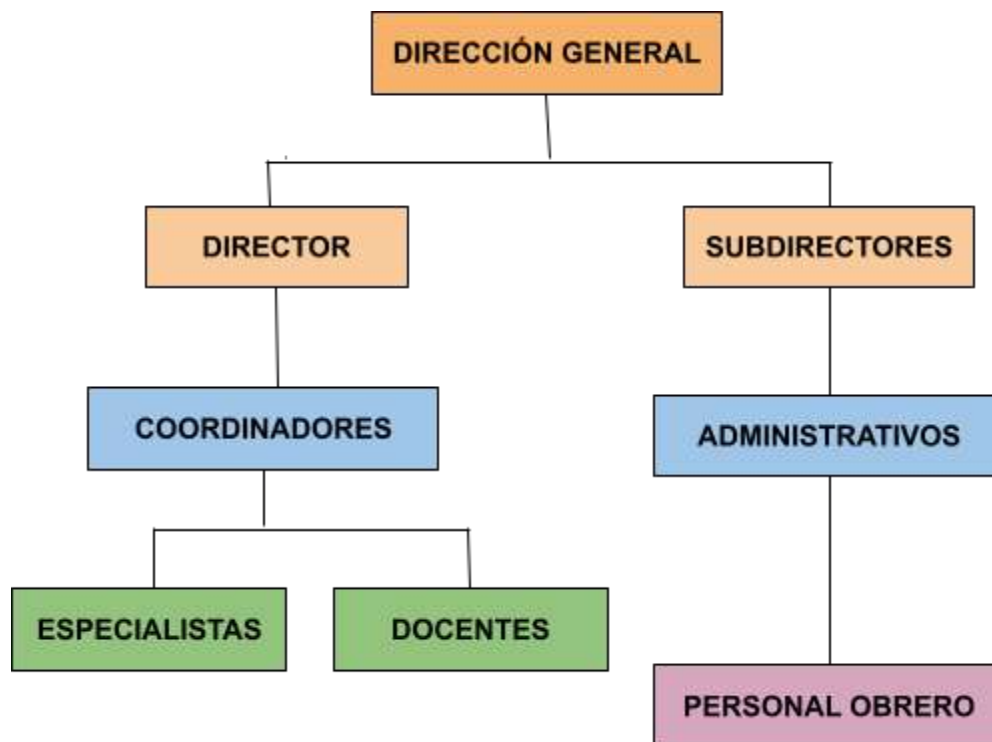 DIRECCIÓN GENERAL
DIRECTOR
SUBDIRECTORES
COORDINADORES
ADMINISTRATIVOS
ESPECIALISTAS
DOCENTES
PERSONAL OBRERO